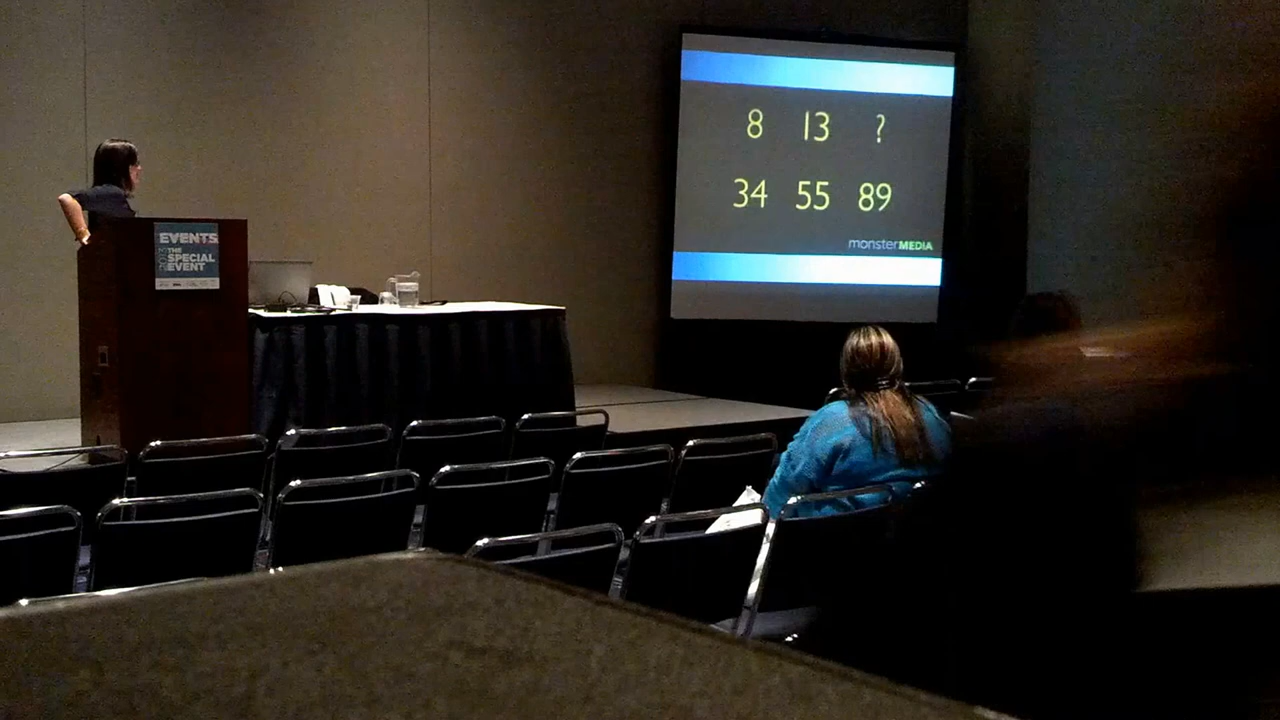 8 13 ?
34 55 89
monsterMEDIA
EVENTS
THE
SPECIAL
EVENT